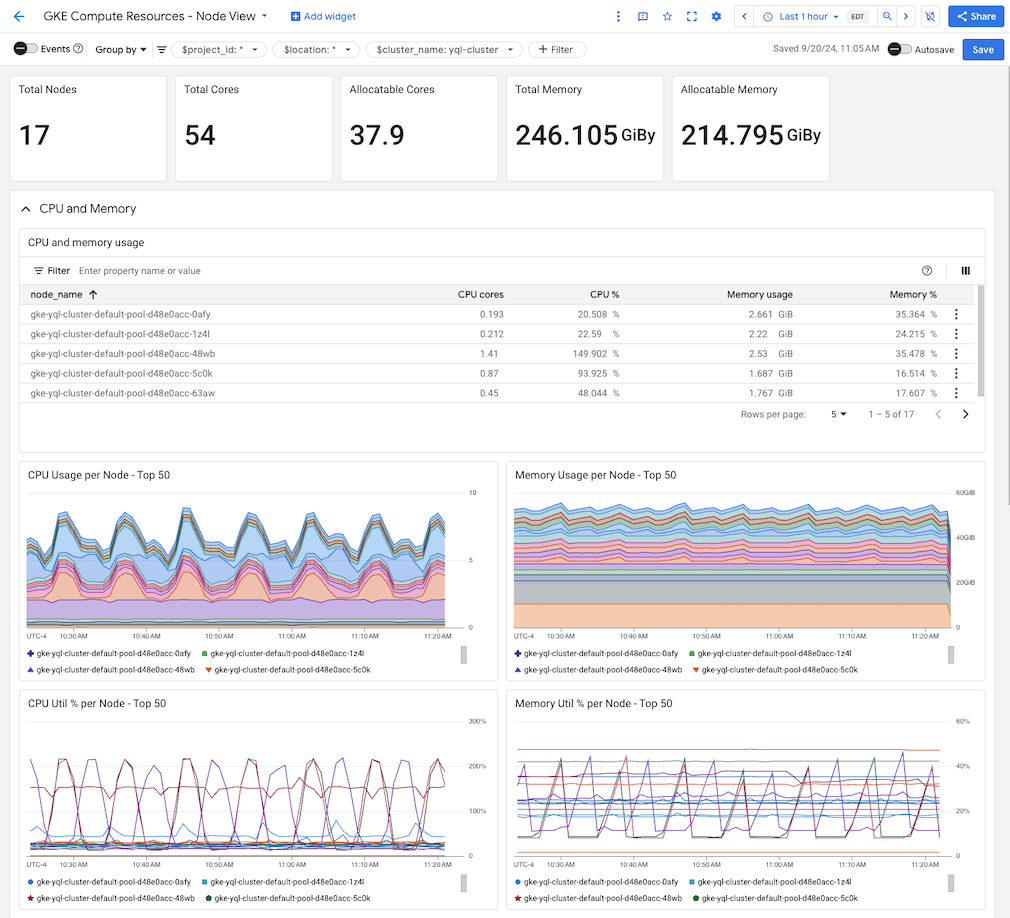 GKE Compute Resources - Node View
Add widget
Last 1 hour
EDT
Share
Events
Group by
$project_id: *
$location: *
$cluster_name: yql-cluster
Filter
Saved 9/20/24, 11:05 AM
Autosave
Save
Total Nodes
17
Total Cores
54
Allocatable Cores
37.9
Total Memory
246.105 GiBy
Allocatable Memory
214.795 GiBy
CPU and Memory
CPU and memory usage
Filter Enter property name or value
node_name CPU cores CPU % Memory usage Memory %
gke-yql-cluster-default-pool-d48e0acc-0afy 0.193 20.508 % 2.661 GiB 35.364 %
gke-yql-cluster-default-pool-d48e0acc-1z4l 0.212 22.59 % 2.22 GiB 24.215 %
gke-yql-cluster-default-pool-d48e0acc-48wb 1.41 149.902 % 2.53 GiB 35.478 %
gke-yql-cluster-default-pool-d48e0acc-5c0k 0.87 93.925 % 1.687 GiB 16.514 %
gke-yql-cluster-default-pool-d48e0acc-63aw 0.45 48.044 % 1.767 GiB 17.607 %
Rows per page: 5 1 – 5 of 17
CPU Usage per Node - Top 50
10
5
0
UTC-4 10:30 AM 10:40 AM 10:50 AM 11:00 AM 11:10 AM 11:20 AM
gke-yql-cluster-default-pool-d48e0acc-0afy gke-yql-cluster-default-pool-d48e0acc-1z4l
gke-yql-cluster-default-pool-d48e0acc-48wb gke-yql-cluster-default-pool-d48e0acc-5c0k
Memory Usage per Node - Top 50
60GiB
40GiB
20GiB
0
UTC-4 10:30 AM 10:40 AM 10:50 AM 11:00 AM 11:10 AM 11:20 AM
gke-yql-cluster-default-pool-d48e0acc-0afy gke-yql-cluster-default-pool-d48e0acc-1z4l
gke-yql-cluster-default-pool-d48e0acc-48wb gke-yql-cluster-default-pool-d48e0acc-5c0k
CPU Util % per Node - Top 50
300%
200%
100%
0
UTC-4 10:30 AM 10:40 AM 10:50 AM 11:00 AM 11:10 AM 11:20 AM
gke-yql-cluster-default-pool-d48e0acc-0afy gke-yql-cluster-default-pool-d48e0acc-1z4l
gke-yql-cluster-default-pool-d48e0acc-48wb gke-yql-cluster-default-pool-d48e0acc-5c0k
Memory Util % per Node - Top 50
60%
40%
20%
0
UTC-4 10:30 AM 10:40 AM 10:50 AM 11:00 AM 11:10 AM 11:20 AM
gke-yql-cluster-default-pool-d48e0acc-0afy gke-yql-cluster-default-pool-d48e0acc-1z4l
gke-yql-cluster-default-pool-d48e0acc-48wb gke-yql-cluster-default-pool-d48e0acc-5c0k